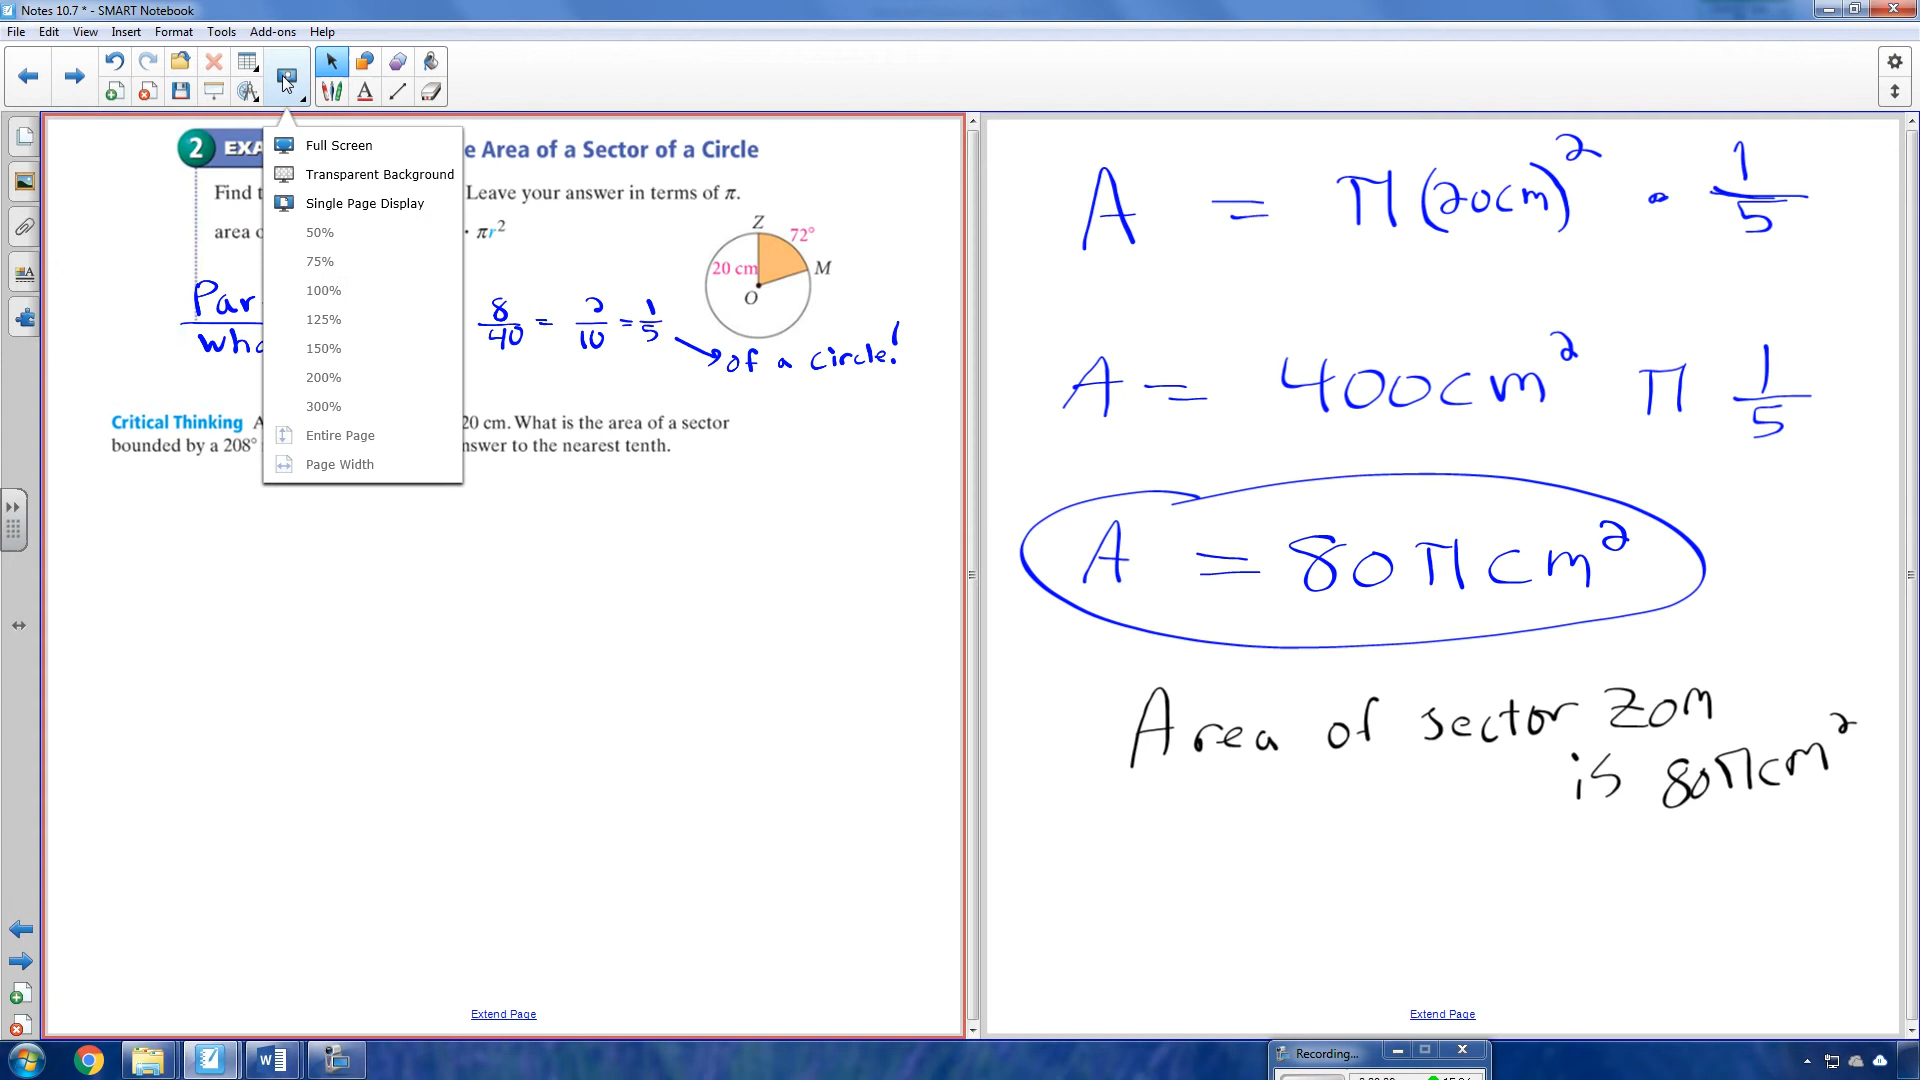 Notes 10.7 * - SMART Notebook
File Edit View Insert Format Tools Add-ons Help
Full Screen
Transparent Background
Single Page Display
50%
75%
100%
125%
150%
200%
300%
Entire Page
Page Width
2 EXA e Area of a Sector of a Circle
Find t Leave your answer in terms of π.
area o · πr²
Z
72°
20 cm
M
O
Par
Who
8/40 = 2/10 = 1/5
of a circle!
Critical Thinking A 20 cm. What is the area of a sector
bounded by a 208° nswer to the nearest tenth.
Extend Page
A = π(20cm)² · 1/5
A = 400cm² π 1/5
A = 80πcm²
Area of sector ZOM
is 80πcm²
Extend Page
Recording...